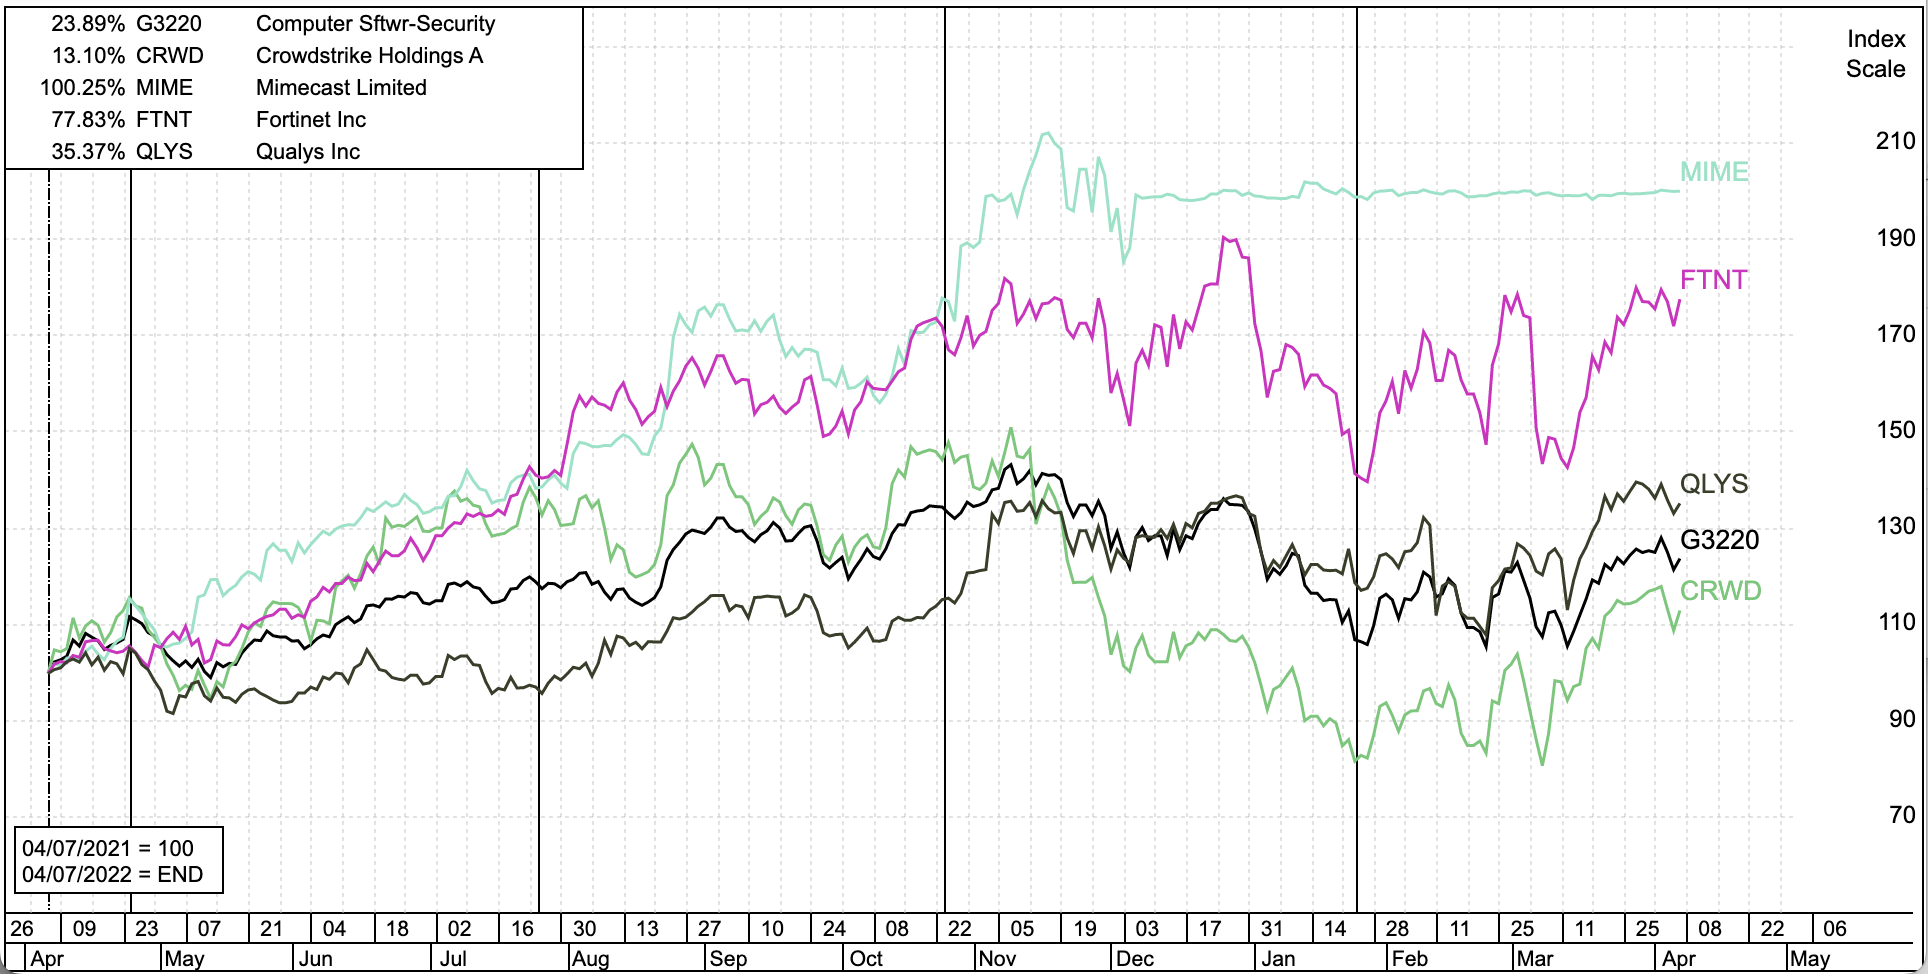 23.89% G3220 Computer Sftwr-Security
13.10% CRWD Crowdstrike Holdings A
100.25% MIME Mimecast Limited
77.83% FTNT Fortinet Inc
35.37% QLYS Qualys Inc
Index
Scale
210
MIME
190
FTNT
170
150
QLYS
130
G3220
CRWD
110
90
70
04/07/2021 = 100
04/07/2022 = END
26 09 23 07 21 04 18 02 16 30 13 27 10 24 08 22 05 19 03 17 31 14 28 11 25 11 25 08 22 06
Apr May Jun Jul Aug Sep Oct Nov Dec Jan Feb Mar Apr May